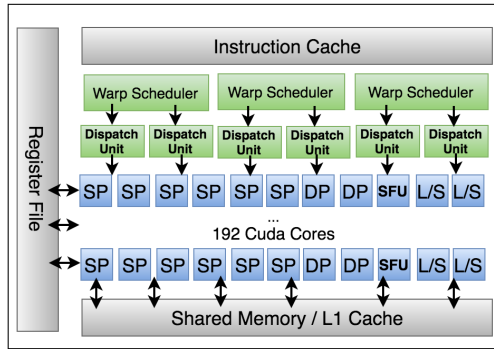 Instruction Cache
Register File
Warp Scheduler Warp Scheduler Warp Scheduler
Dispatch Dispatch Dispatch Dispatch Dispatch Dispatch
Unit Unit Unit Unit Unit Unit
SP SP SP SP SP SP DP DP SFU L/S L/S
...
192 Cuda Cores
SP SP SP SP SP SP DP DP SFU L/S L/S
Shared Memory / L1 Cache